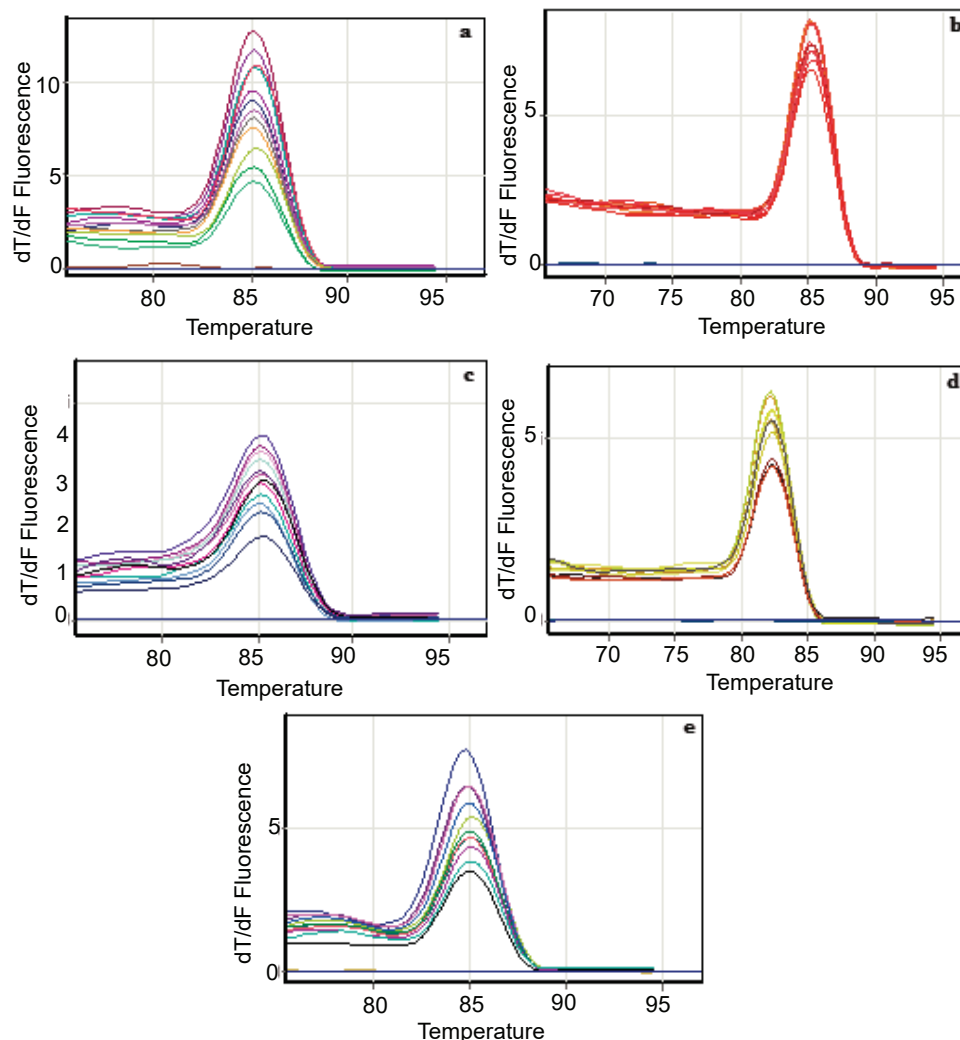 a
dT/dF Fluorescence
10
5
0
80 85 90 95
Temperature
b
dT/dF Fluorescence
5
0
70 75 80 85 90 95
Temperature
c
dT/dF Fluorescence
4
3
2
1
0
80 85 90 95
Temperature
d
dT/dF Fluorescence
5
0
70 75 80 82 90 95
Temperature
e
dT/dF Fluorescence
5
0
80 85 90 95
Temperature